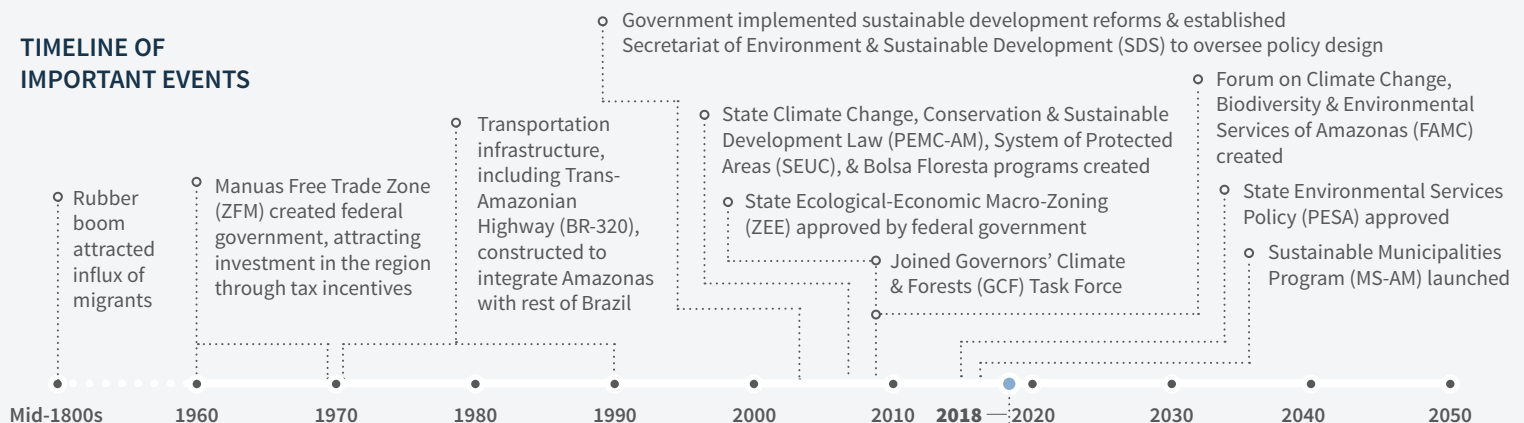 TIMELINE OF
IMPORTANT EVENTS
Rubber
boom
attracted
influx of
migrants
Manuas Free Trade Zone
(ZFM) created federal
government, attracting
investment in the region
through tax incentives
Transportation
infrastructure,
including Trans-
Amazonian
Highway (BR-320),
constructed to
integrate Amazonas
with rest of Brazil
Government implemented sustainable development reforms & established
Secretariat of Environment & Sustainable Development (SDS) to oversee policy design
State Climate Change, Conservation & Sustainable
Development Law (PEMC-AM), System of Protected
Areas (SEUC), & Bolsa Floresta programs created
State Ecological-Economic Macro-Zoning
(ZEE) approved by federal government
Joined Governors’ Climate
& Forests (GCF) Task Force
Forum on Climate Change,
Biodiversity & Environmental
Services of Amazonas (FAMC)
created
State Environmental Services
Policy (PESA) approved
Sustainable Municipalities
Program (MS-AM) launched
Mid-1800s 1960 1970 1980 1990 2000 2010 2018 2020 2030 2040 2050